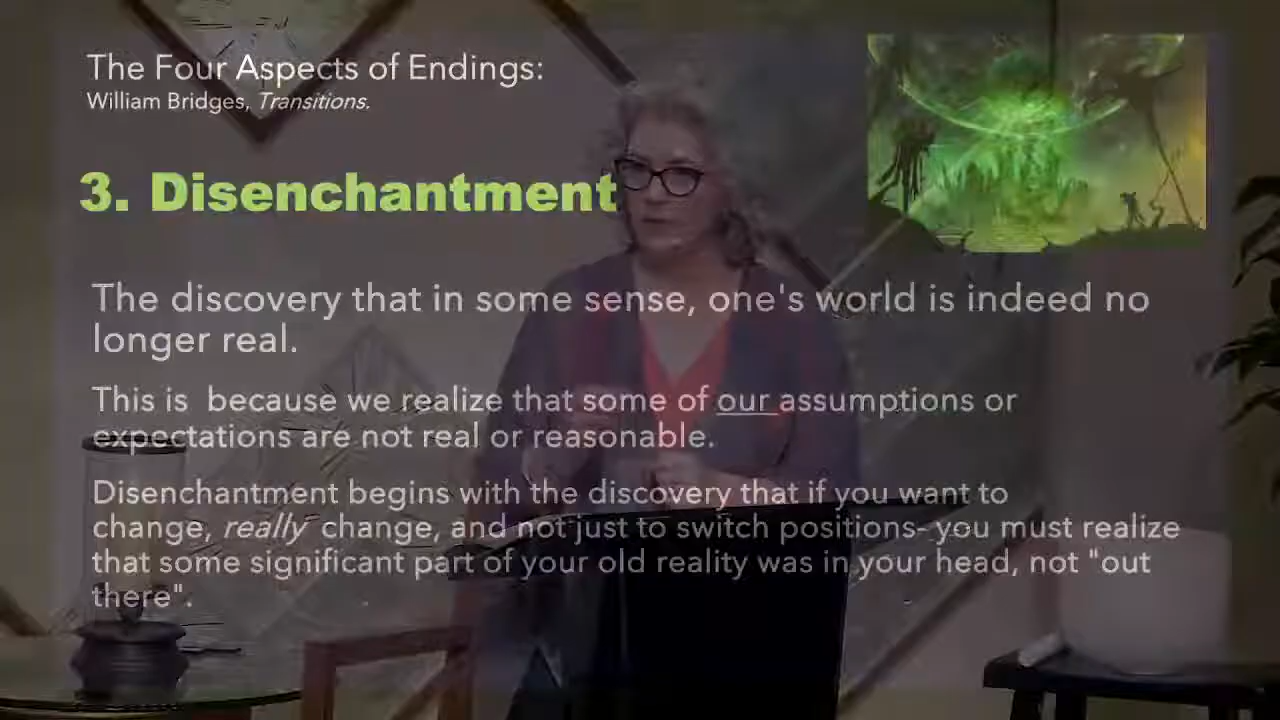 The Four Aspects of Endings:
William Bridges, Transitions.
3. Disenchantment
The discovery that in some sense, one's world is indeed no
longer real.
This is  because we realize that some of our assumptions or
expectations are not real or reasonable.
Disenchantment begins with the discovery that if you want to
change, really  change, and not just to switch positions- you must realize
that some significant part of your old reality was in your head, not "out
there".